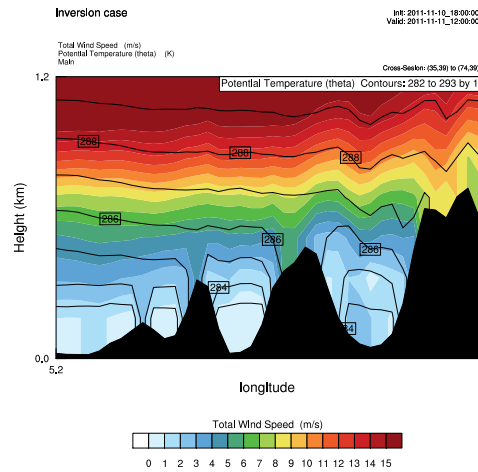 Inversion case
Init: 2011-11-10_18:00:00
Valid: 2011-11-11_12:00:00
Total Wind Speed (m/s)
Potential Temperature (theta) (K)
Main
Cross-Sesion: (35,39) to (74,39)
Potential Temperature (theta) Contours: 282 to 293 by 1
1.2
288
288
288
286
286
286
284
84
Height (km)
0.0
5.2
longitude
Total Wind Speed (m/s)
0 1 2 3 4 5 6 7 8 9 10 11 12 13 14 15